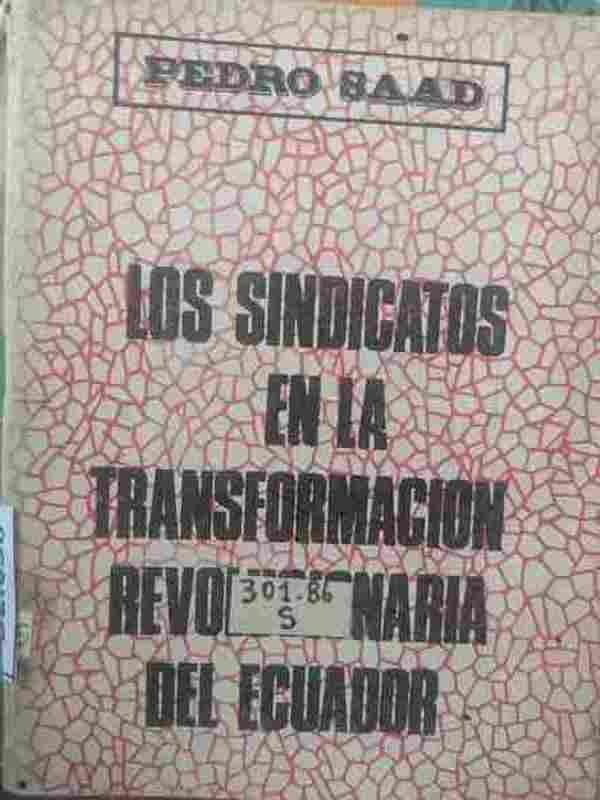 PEDRO SAAD
LOS SINDICATOS
EN LA
TRANSFORMACION
REVO NARIA
301.86
S
DEL ECUADOR